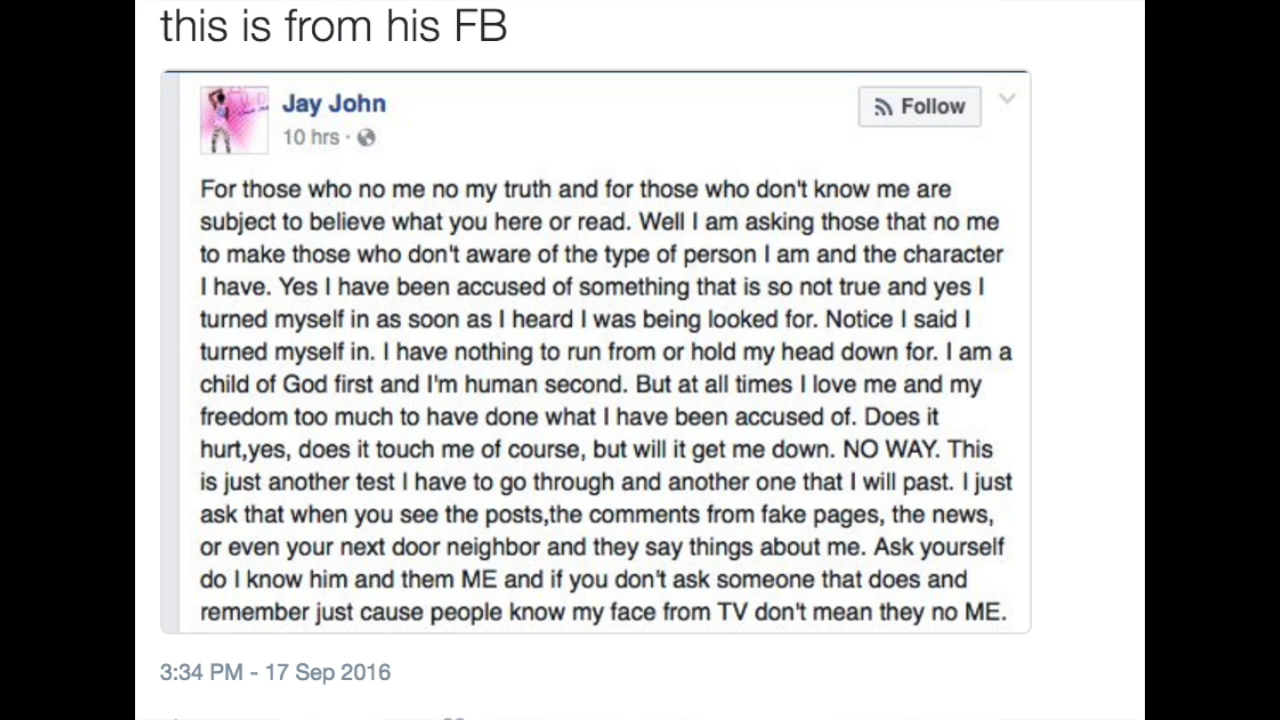 this is from his FB
Jay John
Follow
10 hrs ·
For those who no me no my truth and for those who don't know me are
subject to believe what you here or read. Well I am asking those that no me
to make those who don't aware of the type of person I am and the character
I have. Yes I have been accused of something that is so not true and yes I
turned myself in as soon as I heard I was being looked for. Notice I said I
turned myself in. I have nothing to run from or hold my head down for. I am a
child of God first and I'm human second. But at all times I love me and my
freedom too much to have done what I have been accused of. Does it
hurt,yes, does it touch me of course, but will it get me down. NO WAY. This
is just another test I have to go through and another one that I will past. I just
ask that when you see the posts,the comments from fake pages, the news,
or even your next door neighbor and they say things about me. Ask yourself
do I know him and them ME and if you don't ask someone that does and
remember just cause people know my face from TV don't mean they no ME.
3:34 PM - 17 Sep 2016